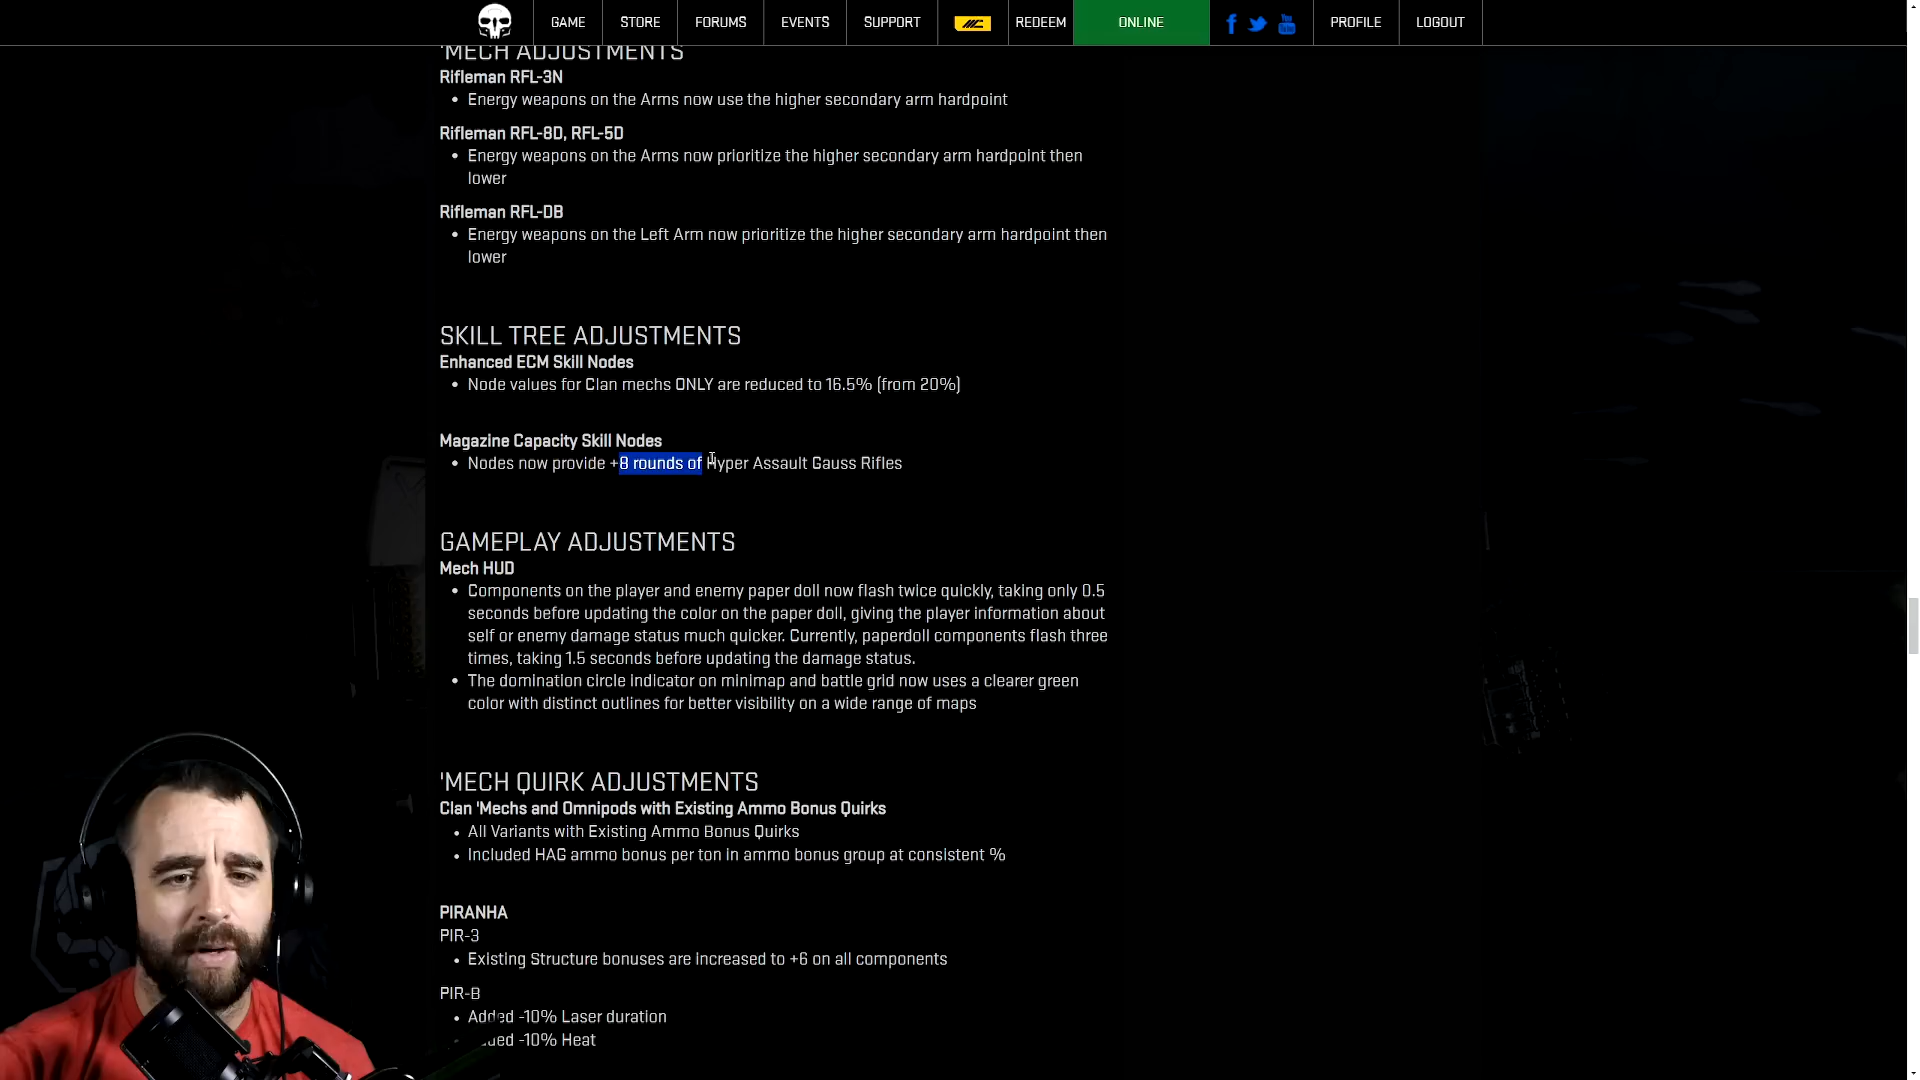 GAME STORE FORUMS EVENTS SUPPORT MC REDEEM ONLINE PROFILE LOGOUT
'MECH ADJUSTMENTS
Rifleman RFL-3N
• Energy weapons on the Arms now use the higher secondary arm hardpoint
Rifleman RFL-8D, RFL-5D
• Energy weapons on the Arms now prioritize the higher secondary arm hardpoint then
lower
Rifleman RFL-DB
• Energy weapons on the Left Arm now prioritize the higher secondary arm hardpoint then
lower
SKILL TREE ADJUSTMENTS
Enhanced ECM Skill Nodes
• Node values for Clan mechs ONLY are reduced to 16.5% (from 20%)
Magazine Capacity Skill Nodes
• Nodes now provide +8 rounds of Hyper Assault Gauss Rifles
GAMEPLAY ADJUSTMENTS
Mech HUD
• Components on the player and enemy paper doll now flash twice quickly, taking only 0.5
seconds before updating the color on the paper doll, giving the player information about
self or enemy damage status much quicker. Currently, paperdoll components flash three
times, taking 1.5 seconds before updating the damage status.
• The domination circle indicator on minimap and battle grid now uses a clearer green
color with distinct outlines for better visibility on a wide range of maps
'MECH QUIRK ADJUSTMENTS
Clan 'Mechs and Omnipods with Existing Ammo Bonus Quirks
• All Variants with Existing Ammo Bonus Quirks
• Included HAG ammo bonus per ton in ammo bonus group at consistent %
PIRANHA
PIR-3
• Existing Structure bonuses are increased to +6 on all components
PIR-B
• Added -10% Laser duration
-10% Heat